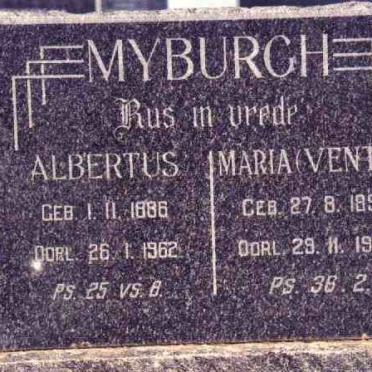 MYBURGH
Rus in vrede
ALBERTUS MARIA (VENT
GEB. 1. 11. 1886 GEB. 27. 8. 18
OORL. 26. 1. 1962 OORL. 29. 11. 19
PS. 25 VS. 8. PS. 36. 2.